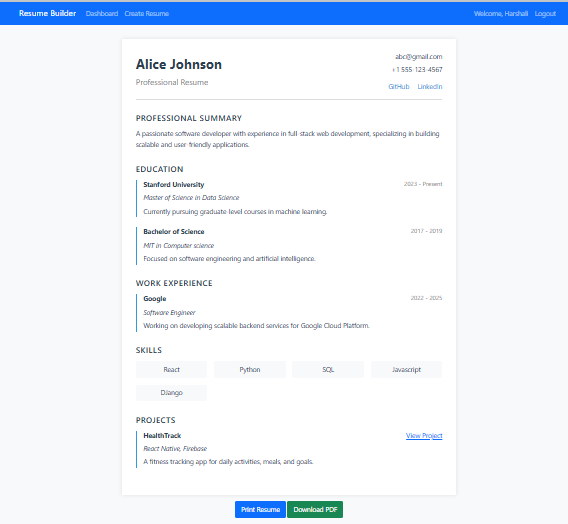 Resume Builder Dashboard Create Resume Welcome, Harshali Logout
Alice Johnson
Professional Resume
abc@gmail.com
+1 555-123-4567
GitHub LinkedIn
PROFESSIONAL SUMMARY
A passionate software developer with experience in full-stack web development, specializing in building
scalable and user-friendly applications.
EDUCATION
Stanford University 2023 - Present
Master of Science in Data Science
Currently pursuing graduate-level courses in machine learning.
Bachelor of Science 2017 - 2019
MIT in Computer science
Focused on software engineering and artificial intelligence.
WORK EXPERIENCE
Google 2022 - 2025
Software Engineer
Working on developing scalable backend services for Google Cloud Platform.
SKILLS
React Python SQL Javascript
DJango
PROJECTS
HealthTrack View Project
React Native, Firebase
A fitness tracking app for daily activities, meals, and goals.
Print Resume Download PDF